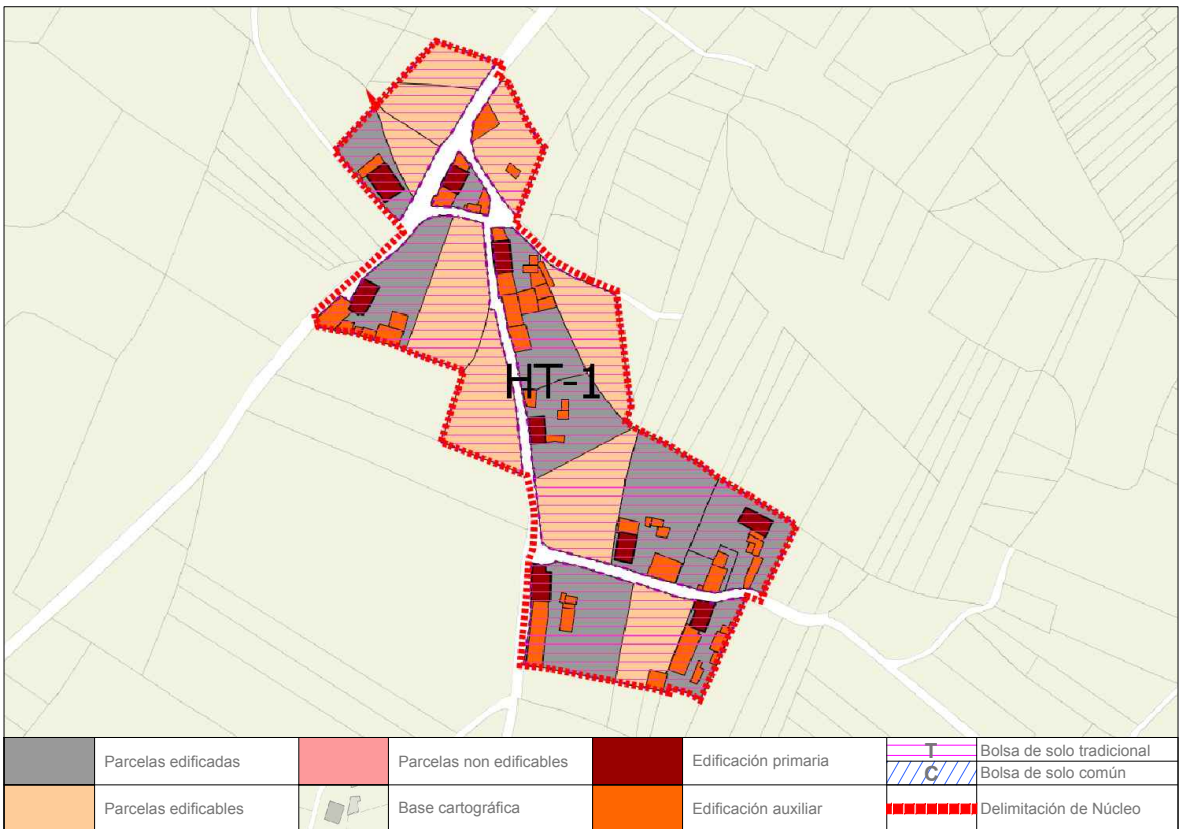 HT-1
Parcelas edificadas
Parcelas non edificables
Edificación primaria
T
Bolsa de solo tradicional
C
Bolsa de solo común
Parcelas edificables
Base cartográfica
Edificación auxiliar
Delimitación de Núcleo